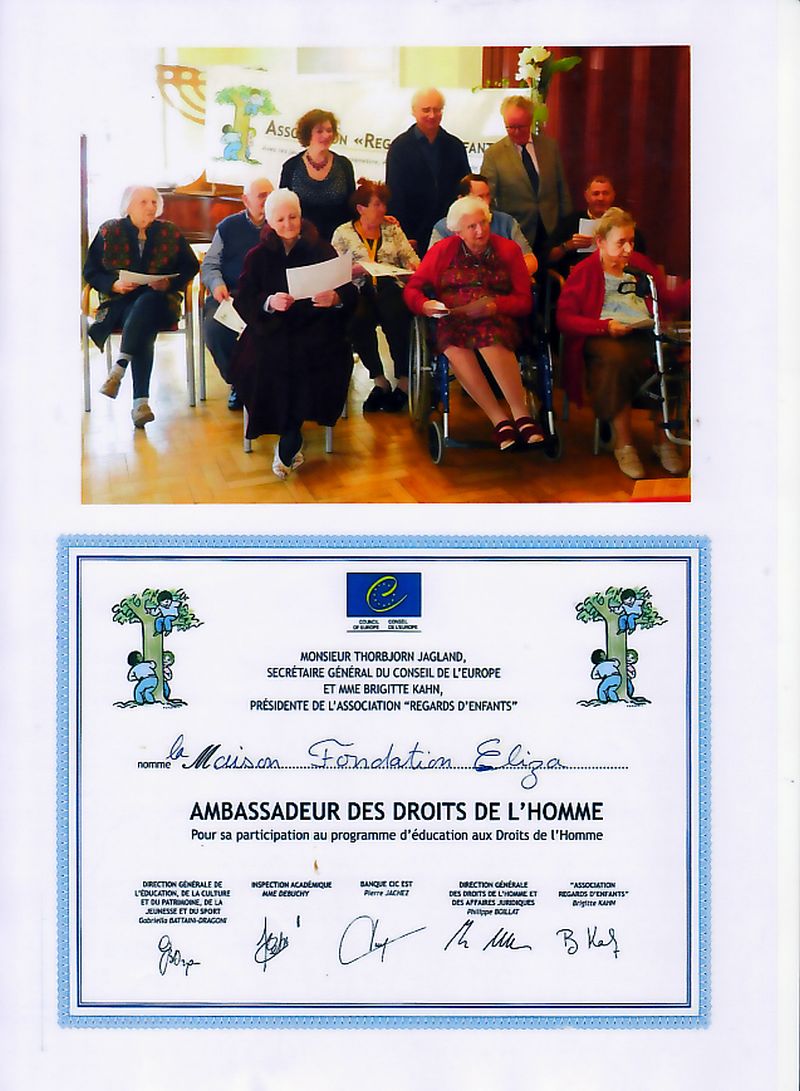 ASSOCIATION «REG ENFANT
COUNCIL OF EUROPE
CONSEIL DE L'EUROPE
MONSIEUR THORBJORN JAGLAND,
SECRÉTAIRE GÉNÉRAL DU CONSEIL DE L'EUROPE
ET MME BRIGITTE KAHN,
PRÉSIDENTE DE L'ASSOCIATION "REGARDS D'ENFANTS"
nomme la Maison Fondation Eliza
AMBASSADEUR DES DROITS DE L'HOMME
Pour sa participation au programme d'éducation aux Droits de l'Homme
DIRECTION GÉNÉRALE DE
L'ÉDUCATION, DE LA CULTURE
ET DU PATRIMOINE, DE LA
JEUNESSE ET DU SPORT
Gabriella BATTAINI-DRAGONI
INSPECTION ACADÉMIQUE
MME DEBUCHY
BANQUE CIC EST
Pierre JACHEZ
DIRECTION GÉNÉRALE
DES DROITS DE L'HOMME ET
DES AFFAIRES JURIDIQUES
Philippe BOILLAT
"ASSOCIATION
REGARDS D'ENFANTS"
Brigitte KAHN